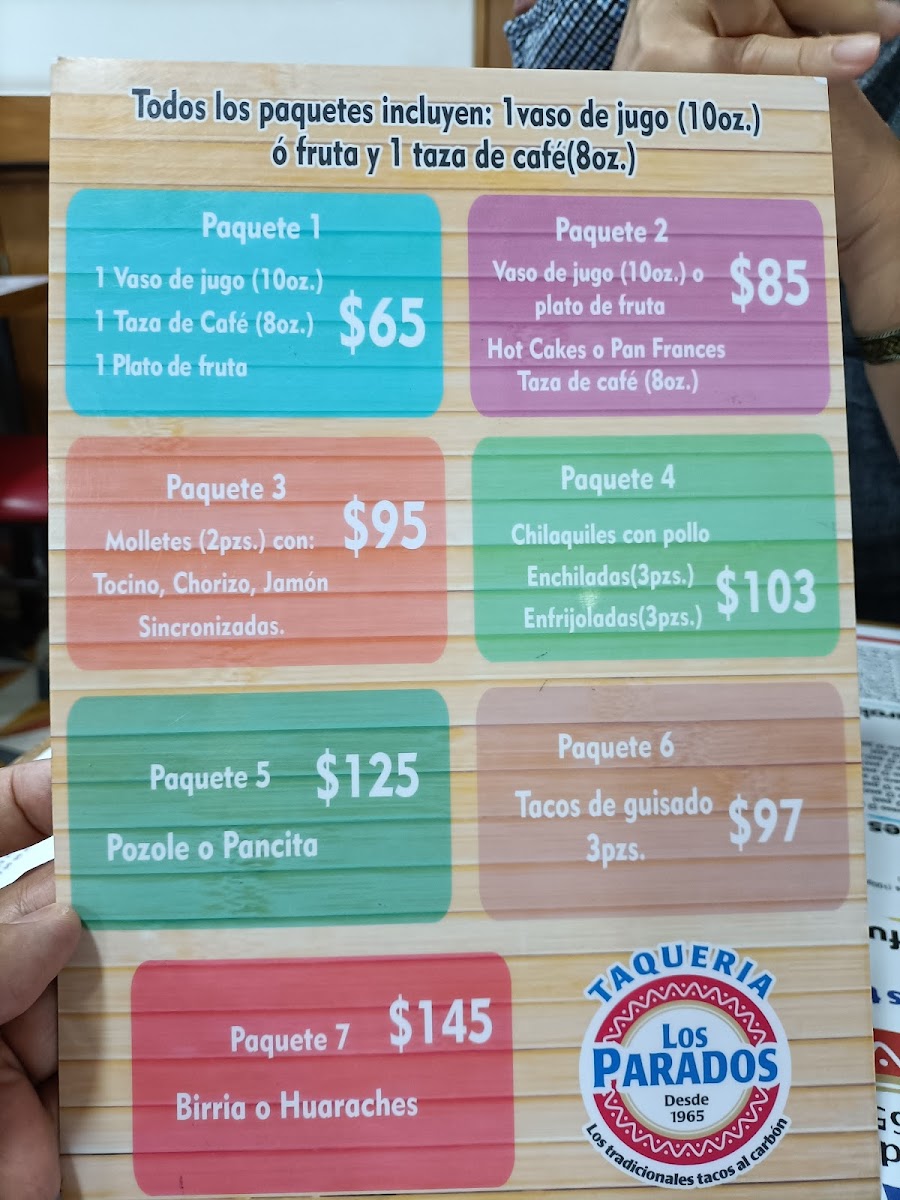 Todos los paquetes incluyen: 1vaso de jugo (10oz.)
ó fruta y 1 taza de café(8oz.)
Paquete 1
1 Vaso de jugo (10oz.)
1 Taza de Café (8oz.)
1 Plato de fruta
$65
Paquete 2
Vaso de jugo (10oz.) o
plato de fruta
$85
Hot Cakes o Pan Frances
Taza de café (8oz.)
Paquete 3
$95
Molletes (2pzs.) con:
Tocino, Chorizo, Jamón
Sincronizadas.
Paquete 4
Chilaquiles con pollo
Enchiladas(3pzs.)
$103
Enfrijoladas(3pzs.)
Paquete 5
$125
Pozole o Pancita
Paquete 6
Tacos de guisado
3pzs.
$97
Paquete 7
$145
Birria o Huaraches
TAQUERIA
Los
PARADOS
Desde
1965
Los tradicionales tacos al carbón